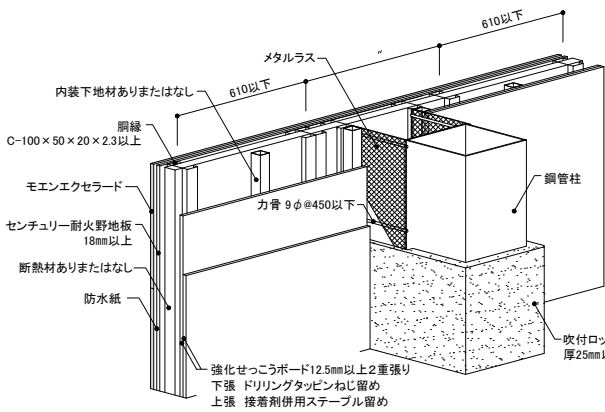 610以下
〃
610以下
メタルラス
内装下地材ありまたはなし
胴縁
C-100×50×20×2.3以上
モエンエクセラード
センチュリー耐火野地板
18mm以上
断熱材ありまたはなし
防水紙
力骨 9φ@450以下
鋼管柱
吹付ロッ
厚25mm以
強化せっこうボード12.5mm以上2重張り
下張 ドリリングタッピンねじ留め
上張 接着剤併用ステープル留め